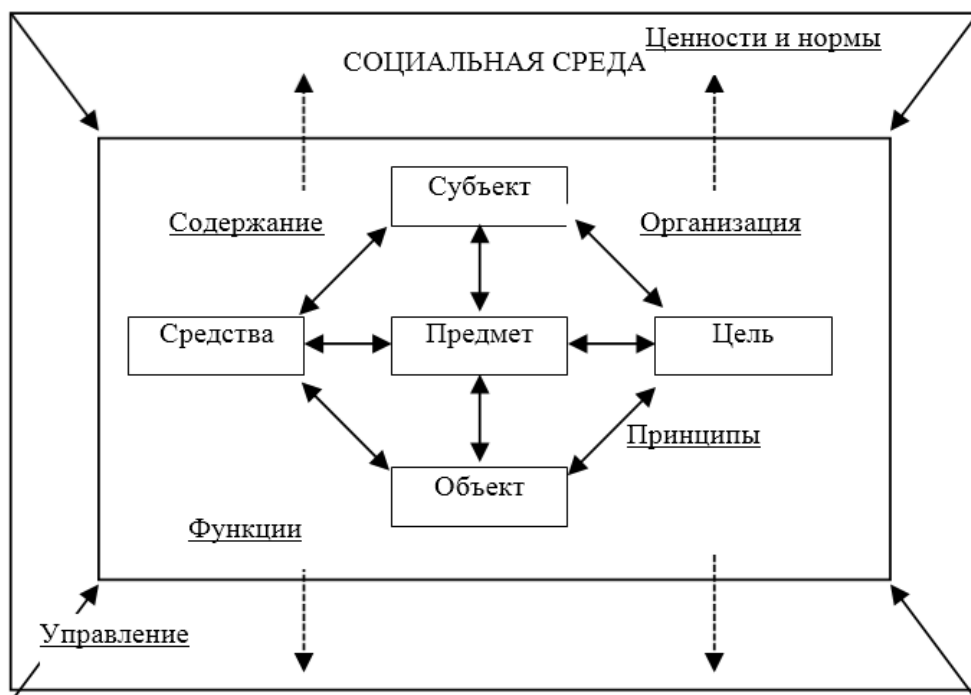 Ценности и нормы
СОЦИАЛЬНАЯ СРЕДА
Субъект
Содержание
Организация
Средства
Предмет
Цель
Принципы
Объект
Функции
Управление